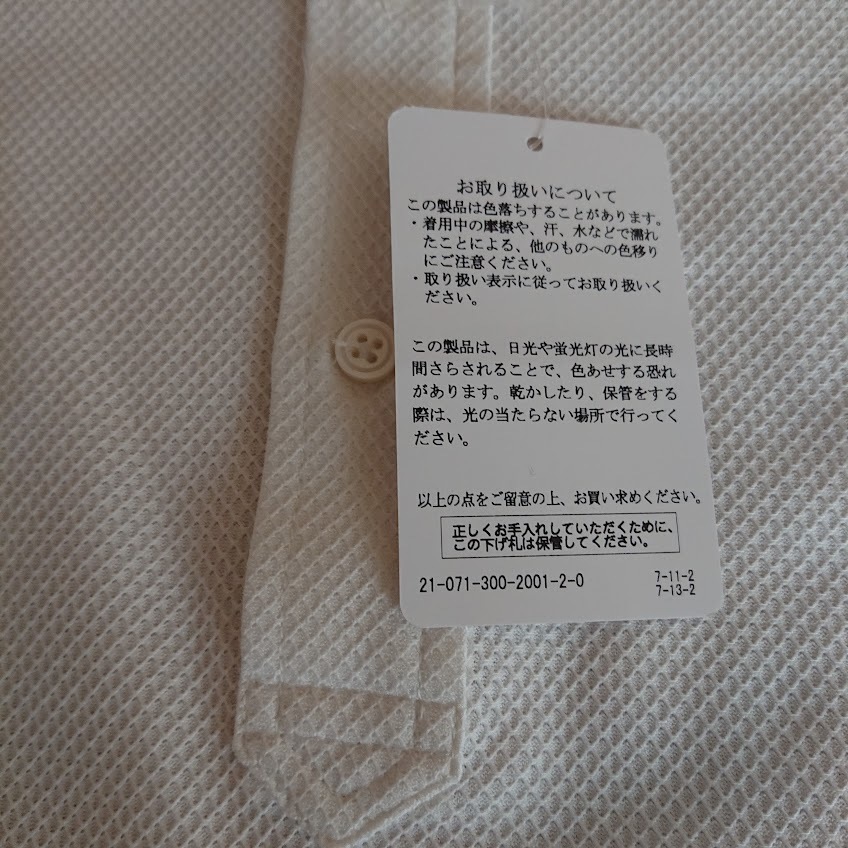 お取り扱いについて
この製品は色落ちすることがあります。
・着用中の摩擦や、汗、水などで濡れ
たことによる、他のものへの色移り
にご注意ください。
・取り扱い表示に従ってお取り扱いく
ださい。
この製品は、日光や蛍光灯の光に長時
間さらされることで、色あせする恐れ
があります。乾かしたり、保管をする
際は、光の当たらない場所で行ってく
ださい。
以上の点をご留意の上、お買い求めください。
正しくお手入れしていただくために、
この下げ札は保管してください。
21-071-300-2001-2-0
7-11-2
7-13-2